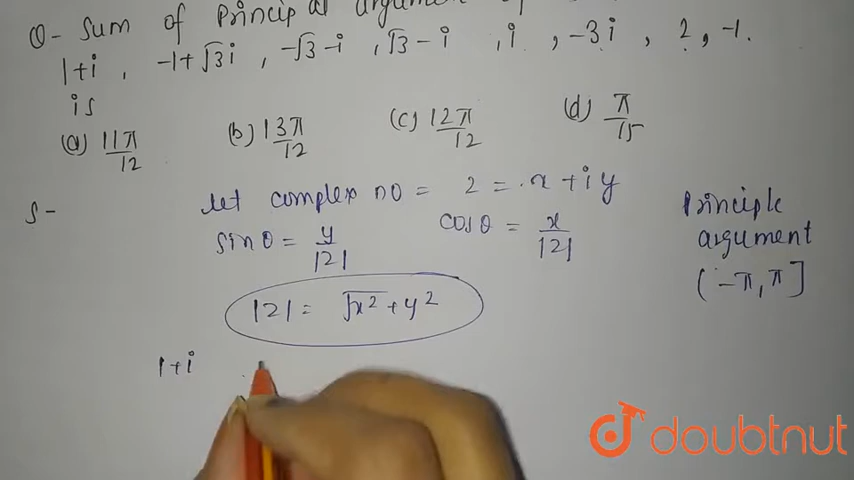 Q- Sum of Principal argument of
1+i , -1+√3i , -√3-i , √3-i , i , -3i , 2 , -1.
is
(a) 11π/12 (b) 13π/12 (c) 12π/12 (d) π/15
S- let complex no = z = x+iy
Principle
argument
(-π, π]
sinθ = y/|z| cosθ = x/|z|
|z| = √x²+y²
1+i
doubtnut